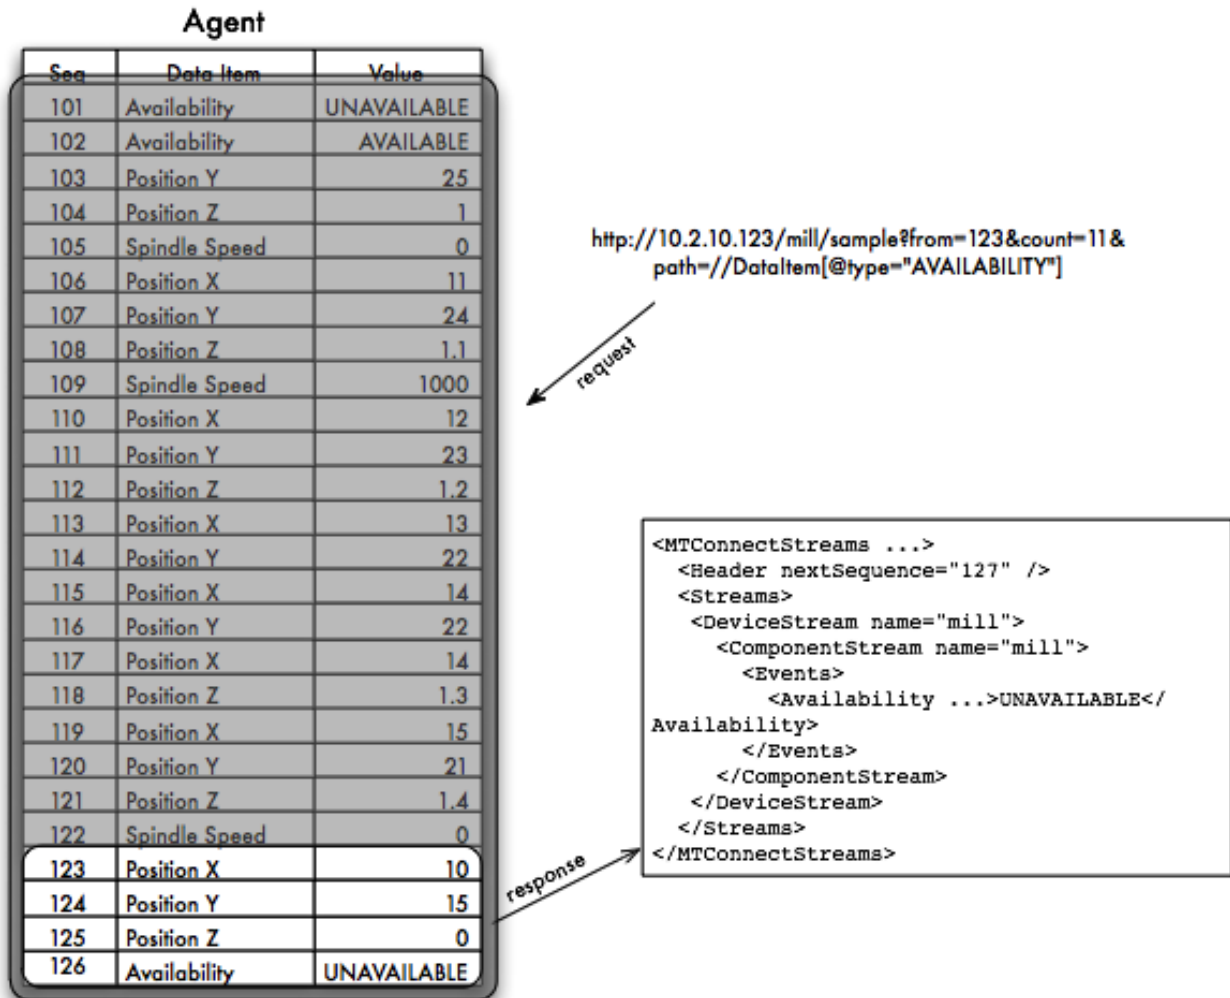 Agent
Seq Data Item Value
101 Availability UNAVAILABLE
102 Availability AVAILABLE
103 Position Y 25
104 Position Z 1
105 Spindle Speed 0
106 Position X 11
107 Position Y 24
108 Position Z 1.1
109 Spindle Speed 1000
110 Position X 12
111 Position Y 23
112 Position Z 1.2
113 Position X 13
114 Position Y 22
115 Position X 14
116 Position Y 22
117 Position X 14
118 Position Z 1.3
119 Position X 15
120 Position Y 21
121 Position Z 1.4
122 Spindle Speed 0
123 Position X 10
124 Position Y 15
125 Position Z 0
126 Availability UNAVAILABLE
http://10.2.10.123/mill/sample?from=123&count=11&
path=//DataItem[@type="AVAILABILITY"]
request
response
<MTConnectStreams ...>
<Header nextSequence="127" />
<Streams>
<DeviceStream name="mill">
<ComponentStream name="mill">
<Events>
<Availability ...>UNAVAILABLE</
Availability>
</Events>
</ComponentStream>
</DeviceStream>
</Streams>
</MTConnectStreams>